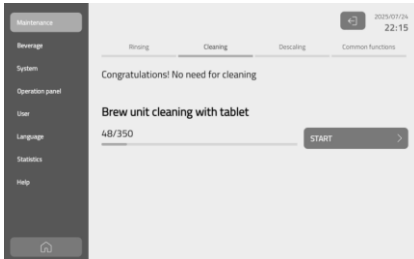 Maintenance
2025/07/24
22:15
Beverage
Rinsing
Cleaning
Descaling
Common functions
System
Congratulations! No need for cleaning
Operation panel
User
Brew unit cleaning with tablet
Language
48/350
START
Statistics
Help